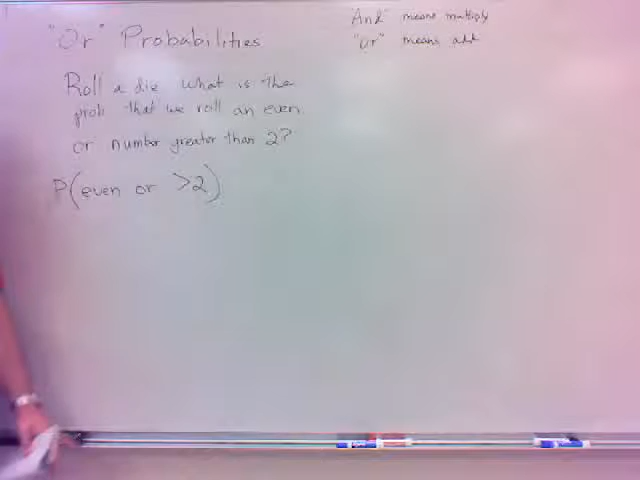 "Or" Probabilities
And" means multiply
"or" means add
Roll a die what is the
prob that we roll an even
or number greater than 2?
P(even or >2)